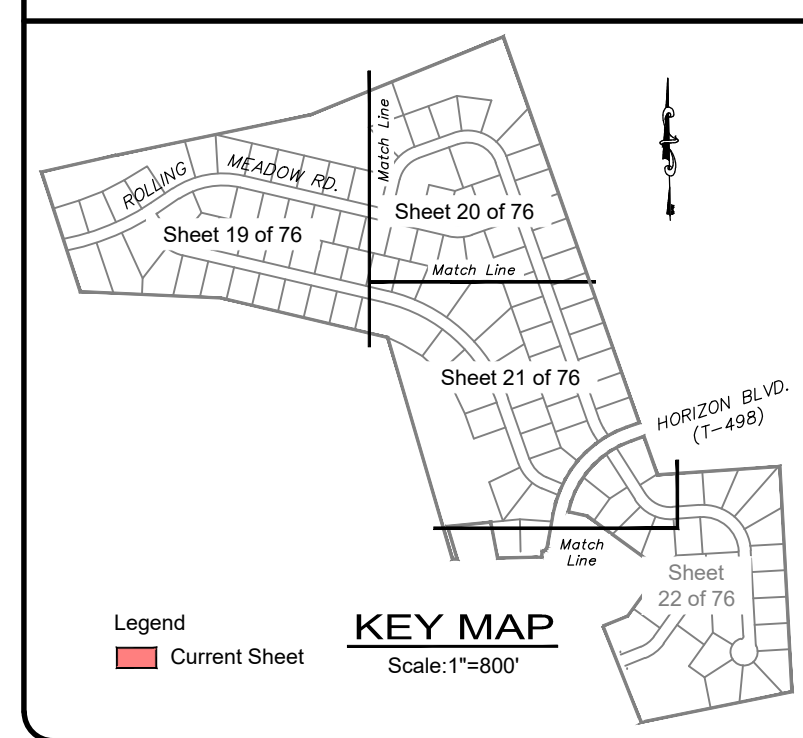 Match Line
ROLLING
MEADOW RD.
Sheet 20 of 76
Sheet 19 of 76
Match Line
Sheet 21 of 76
HORIZON BLVD.
(T-498)
Match
Line
Sheet
22 of 76
Legend
Current Sheet
KEY MAP
Scale:1"=800'